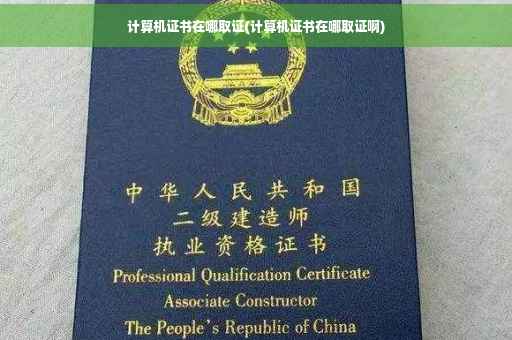 计算机证书在哪取证(计算机证书在哪取证啊)
中华人民共和国
二级建造师
执业资格证书
Professional Qualification Certificate
Associate Constructor
The People's Republic of China